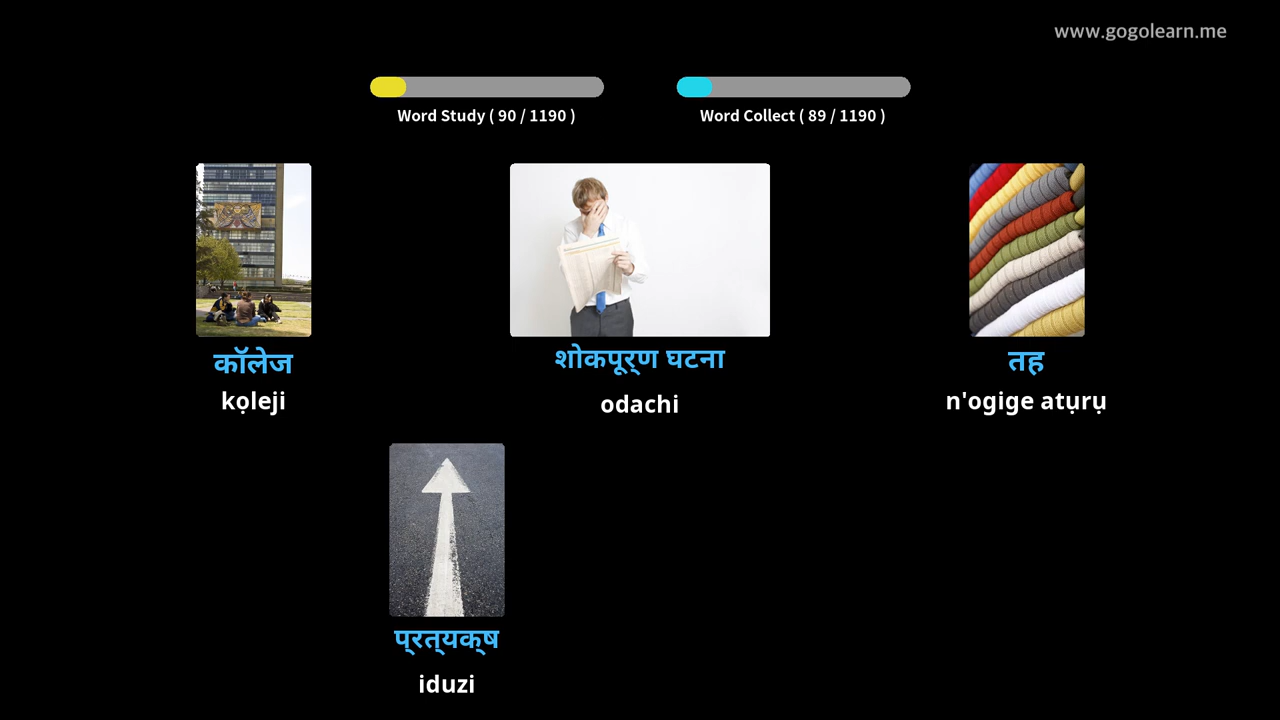 www.gogolearn.me
Word Study ( 90 / 1190 )
Word Collect ( 89 / 1190 )
कॉलेज
kọleji
शोकपूर्ण घटना
odachi
तह
n'ogige atụrụ
प्रत्यक्ष
iduzi